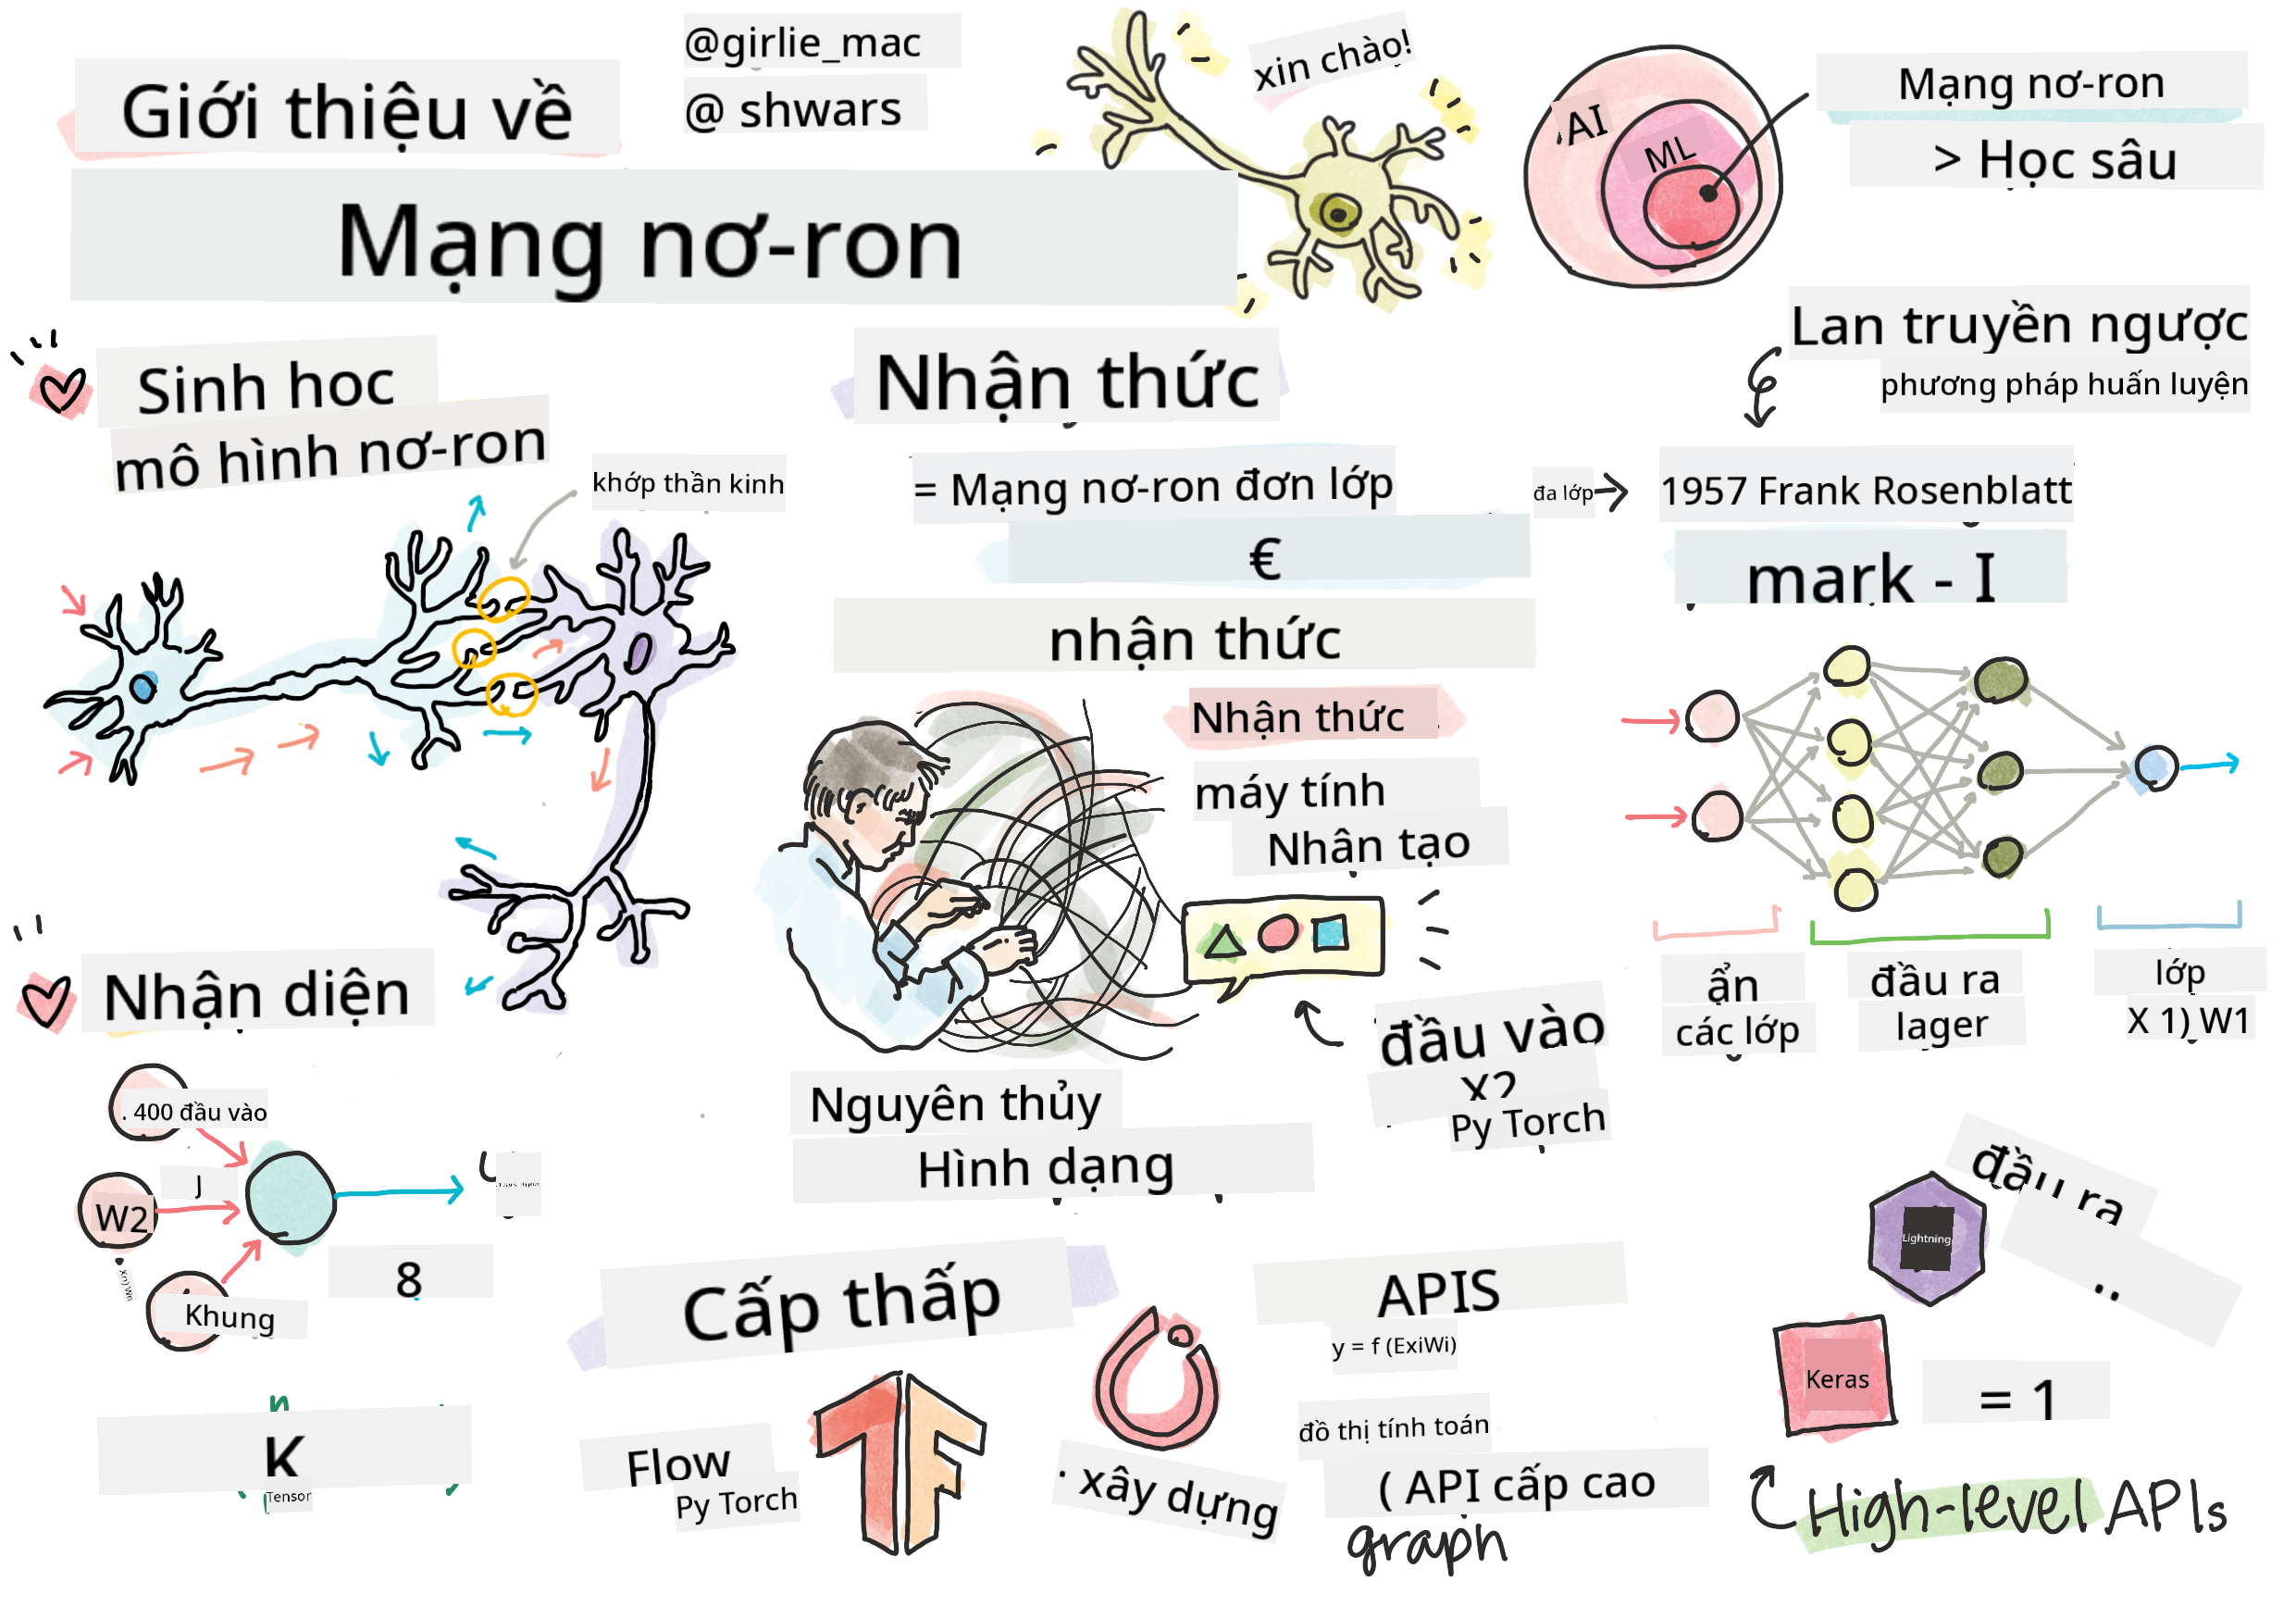 Giới thiệu về
Mạng nơ-ron
@girlie_mac
@ shwars
xin chào!
AI
ML
Mạng nơ-ron
> Học sâu
Sinh học
mô hình nơ-ron
khớp thần kinh
Nhận thức
= Mạng nơ-ron đơn lớp
€
nhận thức
đa lớp
Lan truyền ngược
phương pháp huấn luyện
1957 Frank Rosenblatt
mark - I
Nhận thức
máy tính
Nhân tạo
đầu vào
X2
Py Torch
Nguyên thủy
Hình dạng
ẩn
các lớp
đầu ra
lager
lớp
X 1) W1
Nhận diện
. 400 đầu vào
J
W2
Xn) Wn
Khung
8
n
K
Tensor
Cấp thấp
Flow
Py Torch
· xây dựng
APIS
y = f (ExiWi)
đồ thị tính toán
( API cấp cao
graph
đầu ra
..
Lightning
Keras
= 1
High-level APIs